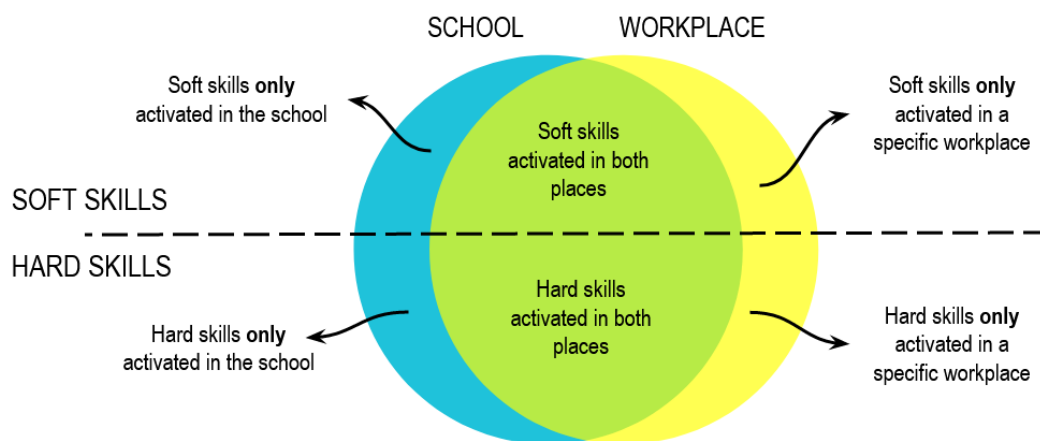 SCHOOL
WORKPLACE
Soft skills only
activated in the school
Soft skills
activated in both
places
Soft skills only
activated in a
specific workplace
SOFT SKILLS
HARD SKILLS
Hard skills only
activated in the school
Hard skills
activated in both
places
Hard skills only
activated in a
specific workplace